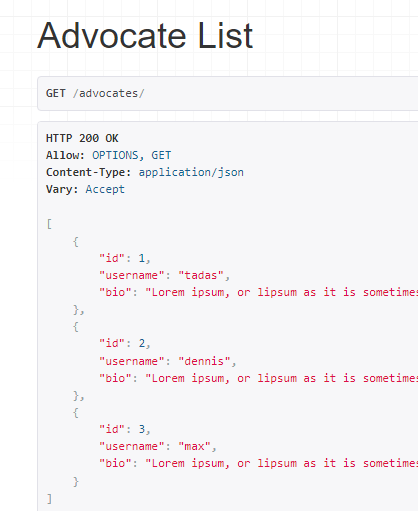 Advocate List
GET /advocates/
HTTP 200 OK
Allow: OPTIONS, GET
Content-Type: application/json
Vary: Accept
[
    {
        "id": 1,
        "username": "tadas",
        "bio": "Lorem ipsum, or lipsum as it is sometimes
    },
    {
        "id": 2,
        "username": "dennis",
        "bio": "Lorem ipsum, or lipsum as it is sometimes
    },
    {
        "id": 3,
        "username": "max",
        "bio": "Lorem ipsum, or lipsum as it is sometimes
    }
]